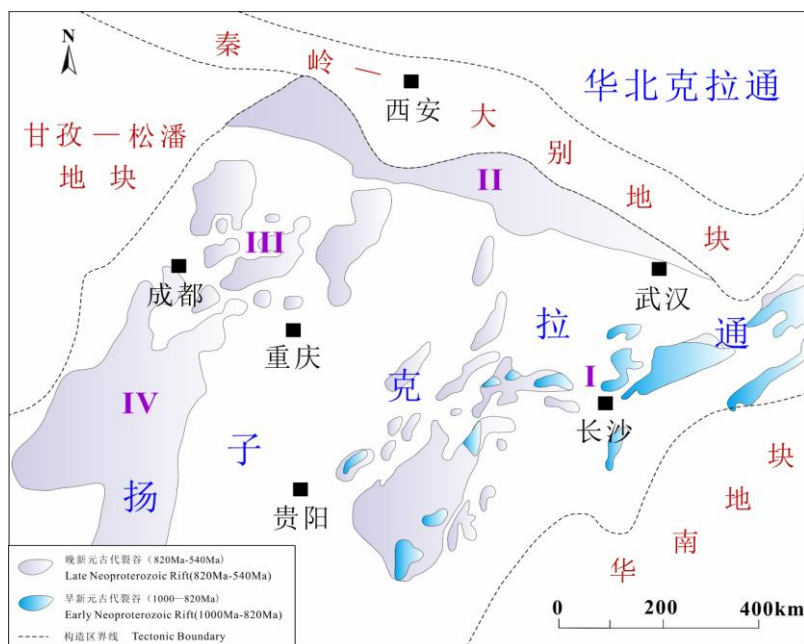 N
秦
岭
西安
华北克拉通
大
别
地
块
甘孜—松潘
地块
II
III
成都
武汉
重庆
拉
通
I
克
长沙
IV
子
扬
贵阳
块
地
南
华
晚新元古代裂谷（820Ma-540Ma）
Late Neoproterozoic Rift(820Ma-540Ma)
早新元古代裂谷（1000—820Ma）
Early Neoproterozoic Rift(1000Ma-820Ma)
构造区界线 Tectonic Boundary
0 200 400km